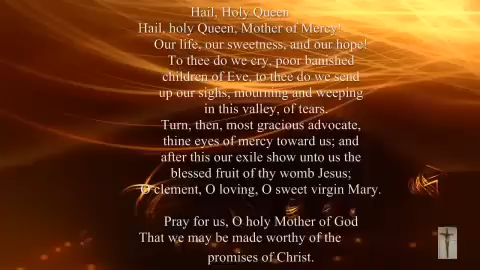 Hail, Holy Queen
Hail, holy Queen, Mother of Mercy!
Our life, our sweetness, and our hope!
To thee do we cry, poor banished
children of Eve, to thee do we send
up our sighs, mourning and weeping
in this valley, of tears.
Turn, then, most gracious advocate,
thine eyes of mercy toward us; and
after this our exile show unto us the
blessed fruit of thy womb Jesus;
O clement, O loving, O sweet virgin Mary.
Pray for us, O holy Mother of God
That we may be made worthy of the
promises of Christ.